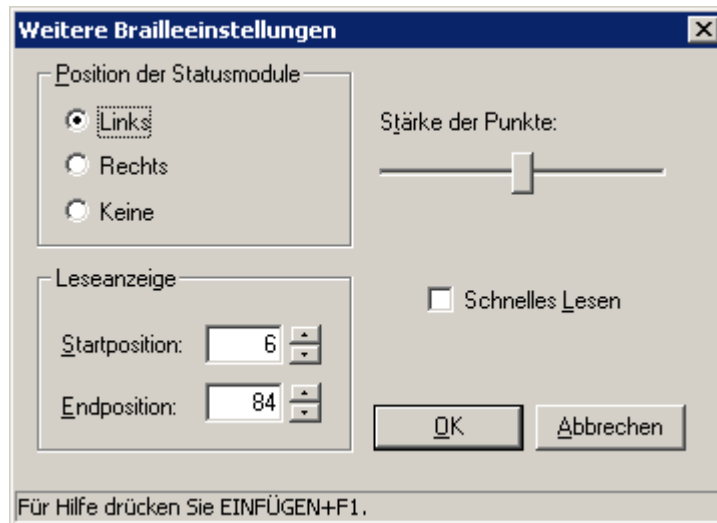 Weitere Brailleeinstellungen
Position der Statusmodule
Links
Rechts
Keine
Stärke der Punkte:
Leseanzeige
Startposition: 6
Endposition: 84
Schnelles Lesen
OK
Abbrechen
Für Hilfe drücken Sie EINFÜGEN+F1.